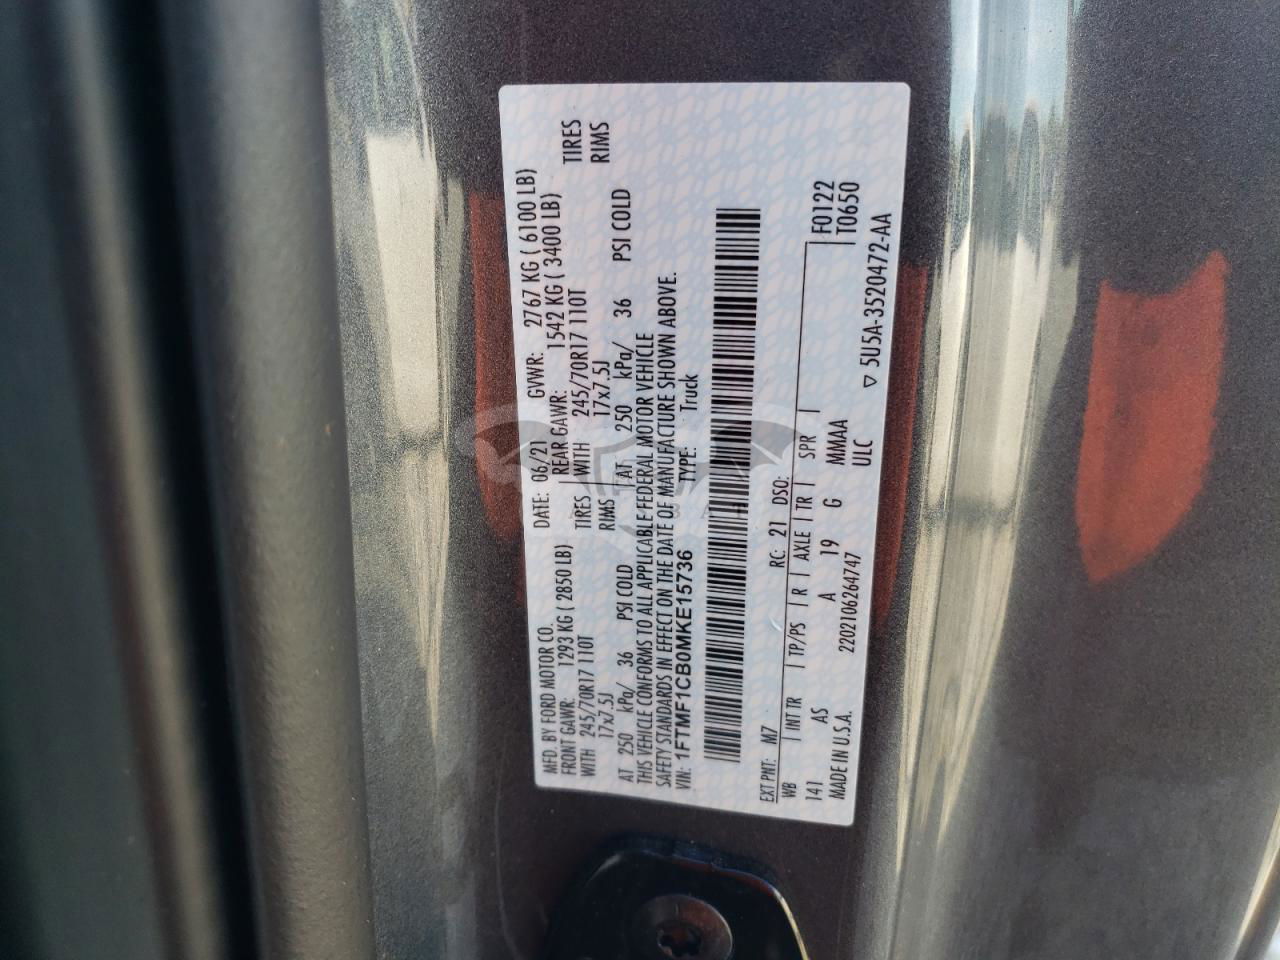 MFD. BY FORD MOTOR CO.
DATE: 06/21 GVWR: 2767 KG ( 6100 LB)
FRONT GAWR: 1293 KG ( 2850 LB) REAR GAWR: 1542 KG ( 3400 LB)
WITH 245/70R17 110T TIRES WITH 245/70R17 110T TIRES
17x7.5J RIMS 17x7.5J RIMS
AT 250 kPa/ 36 PSI COLD AT 250 kPa/ 36 PSI COLD
THIS VEHICLE CONFORMS TO ALL APPLICABLE FEDERAL MOTOR VEHICLE
SAFETY STANDARDS IN EFFECT ON THE DATE OF MANUFACTURE SHOWN ABOVE.
VIN: 1FTMF1CB0MKE15736 TYPE: Truck
EXT PNT: M7 RC: 21 DSO: F0122
WB INT TR TP/PS R AXLE TR SPR T0650
141 AS A 19 G MMAA
MADE IN U.S.A. 2202106264747 ULC
▽ 5U5A-3520472-AA